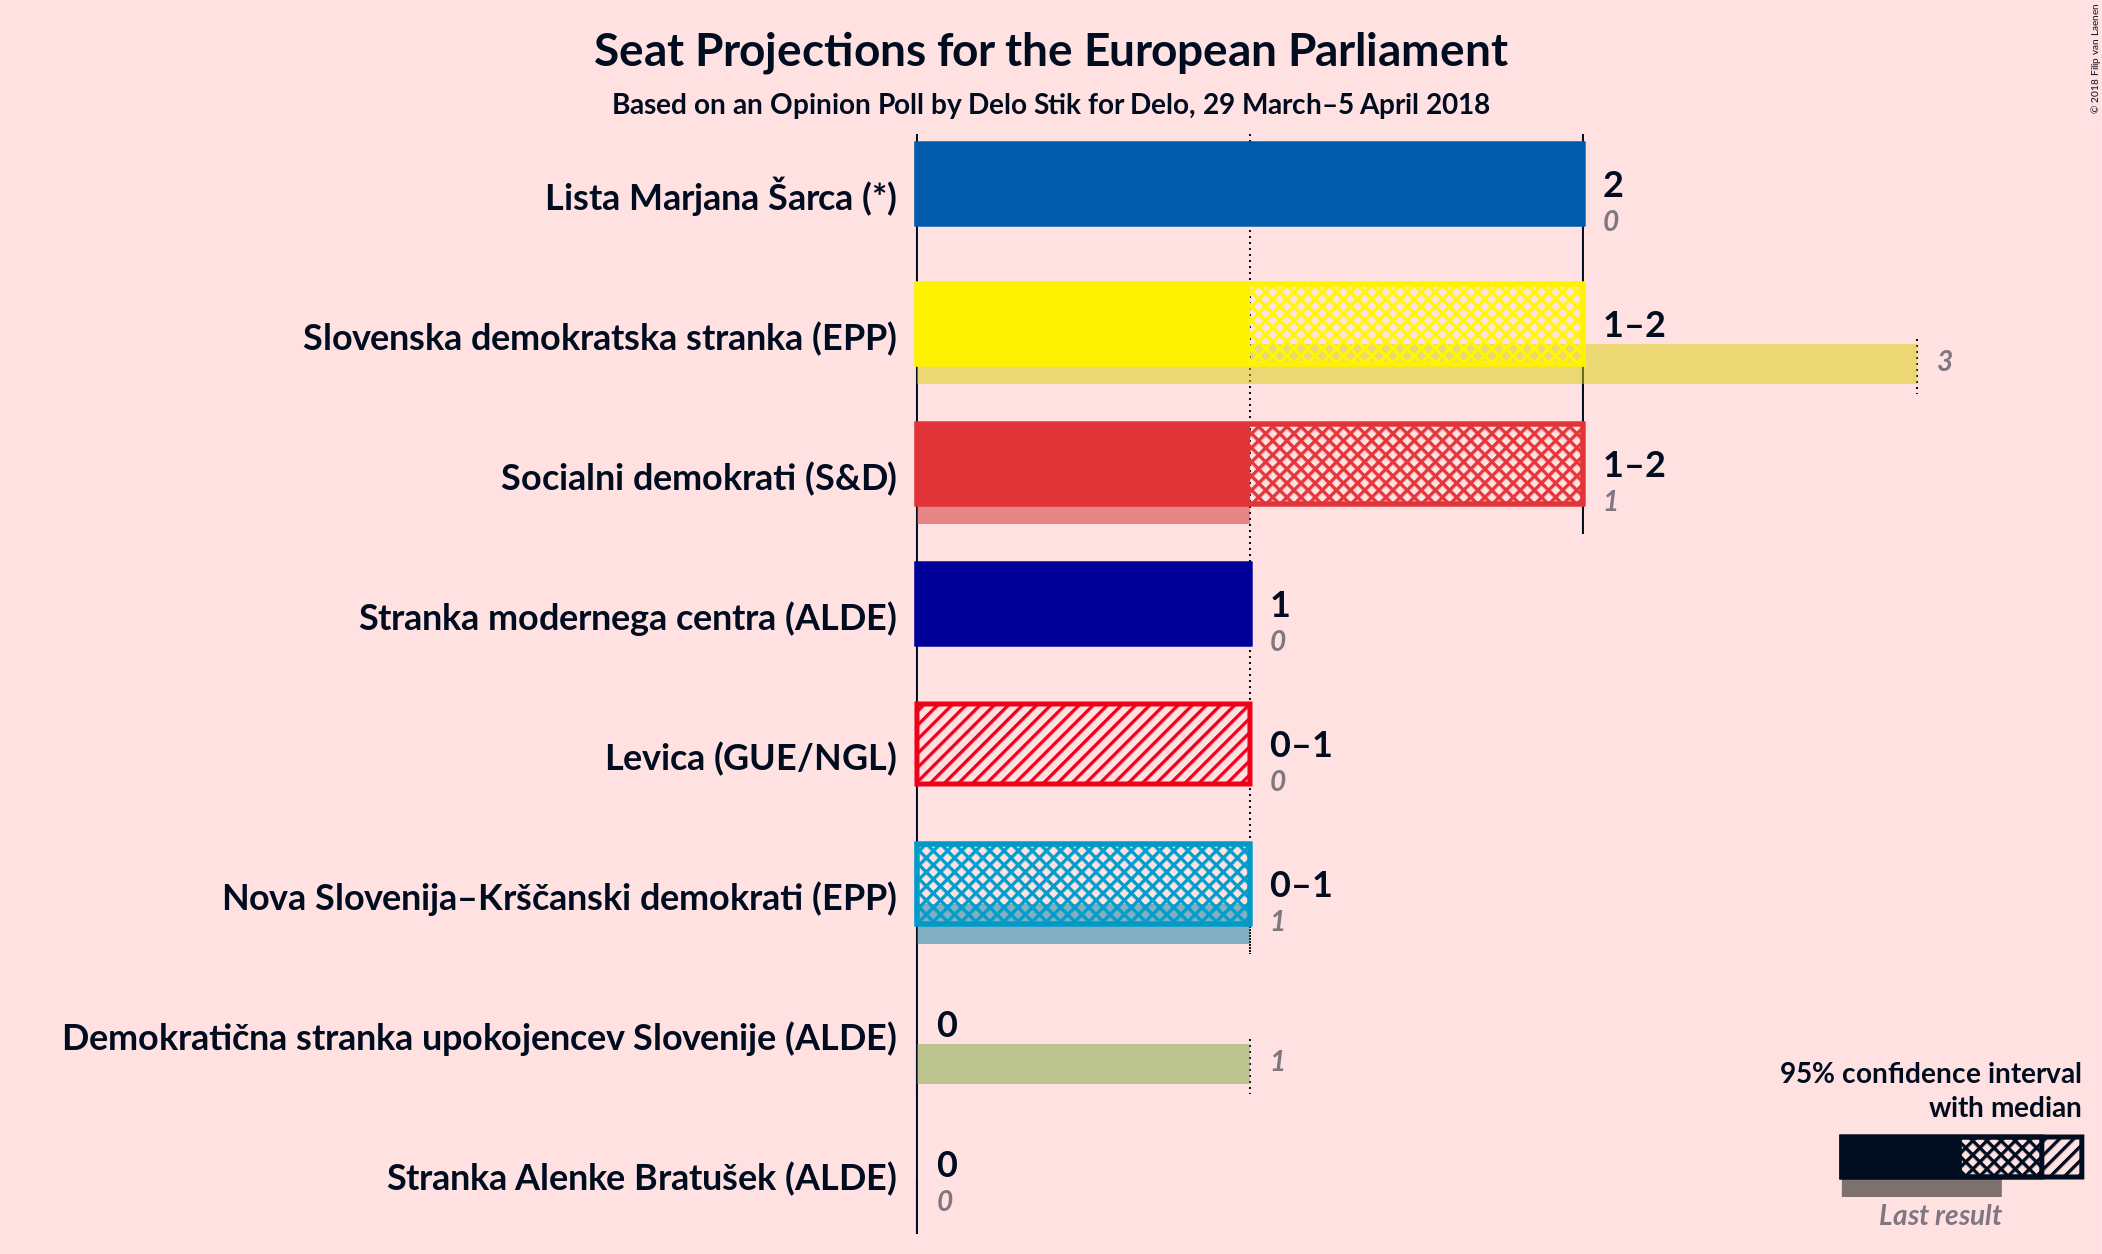 Seat Projections for the European Parliament
Based on an Opinion Poll by Delo Stik for Delo, 29 March–5 April 2018
© 2018 Filip van Laenen
Lista Marjana Šarca (*)
2
0
Slovenska demokratska stranka (EPP)
1–2
3
Socialni demokrati (S&D)
1–2
1
Stranka modernega centra (ALDE)
1
0
Levica (GUE/NGL)
0–1
0
Nova Slovenija–Krščanski demokrati (EPP)
0–1
1
Demokratična stranka upokojencev Slovenije (ALDE)
0
1
Stranka Alenke Bratušek (ALDE)
0
0
95% confidence interval
with median
Last result